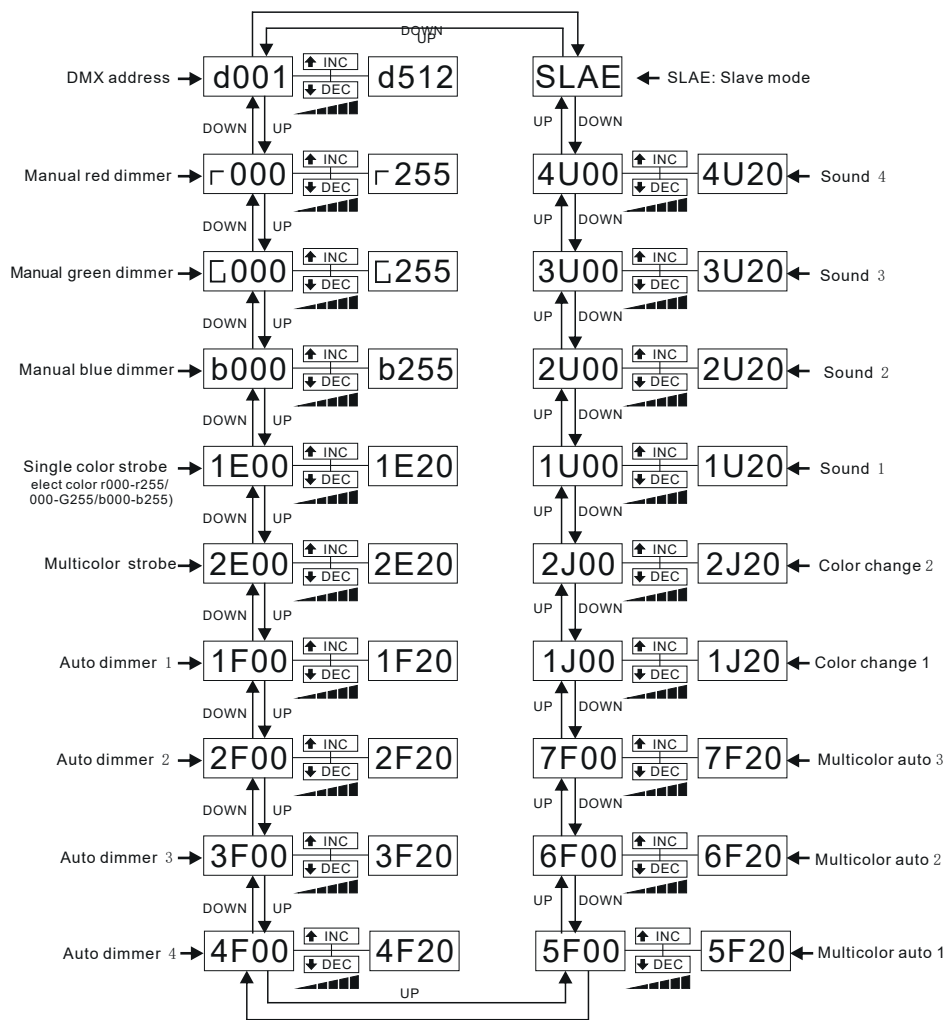 DOWN
UP
DMX address d001 INC DEC d512
SLAE SLAE: Slave mode
DOWN UP
UP DOWN
Manual red dimmer r000 INC DEC r255
4U00 INC DEC 4U20 Sound 4
DOWN UP
UP DOWN
Manual green dimmer G000 INC DEC G255
3U00 INC DEC 3U20 Sound 3
DOWN UP
UP DOWN
Manual blue dimmer b000 INC DEC b255
2U00 INC DEC 2U20 Sound 2
DOWN UP
UP DOWN
Single color strobe 1E00 INC DEC 1E20
elect color r000-r255/
000-G255/b000-b255)
1U00 INC DEC 1U20 Sound 1
DOWN UP
UP DOWN
Multicolor strobe 2E00 INC DEC 2E20
2J00 INC DEC 2J20 Color change 2
DOWN UP
UP DOWN
Auto dimmer 1 1F00 INC DEC 1F20
1J00 INC DEC 1J20 Color change 1
DOWN UP
UP DOWN
Auto dimmer 2 2F00 INC DEC 2F20
7F00 INC DEC 7F20 Multicolor auto 3
DOWN UP
UP DOWN
Auto dimmer 3 3F00 INC DEC 3F20
6F00 INC DEC 6F20 Multicolor auto 2
DOWN UP
UP DOWN
Auto dimmer 4 4F00 INC DEC 4F20
5F00 INC DEC 5F20 Multicolor auto 1
UP